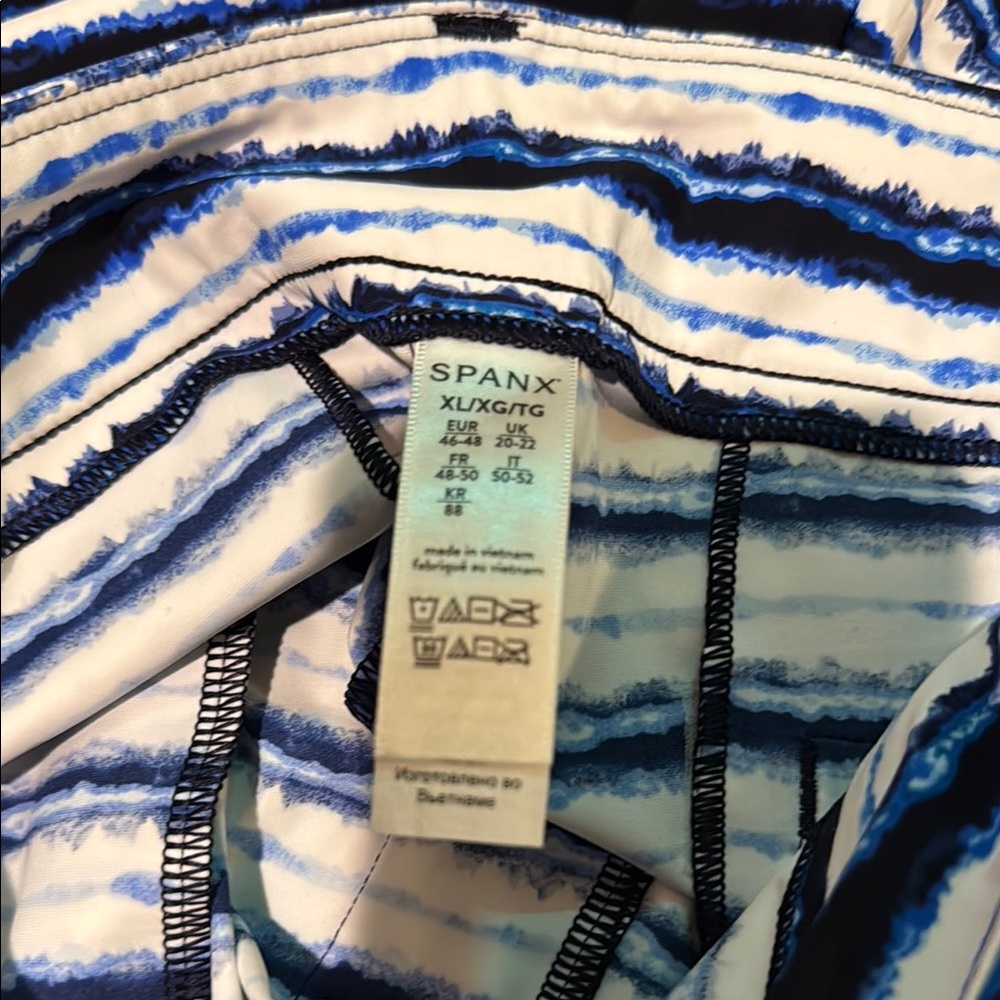 SPANX™
XL/XG/TG
EUR UK
46-48 20-22
FR IT
48-50 50-52
KR
88
made in vietnam
fabriqué au vietnam
Изготовлено во
Вьетнаме